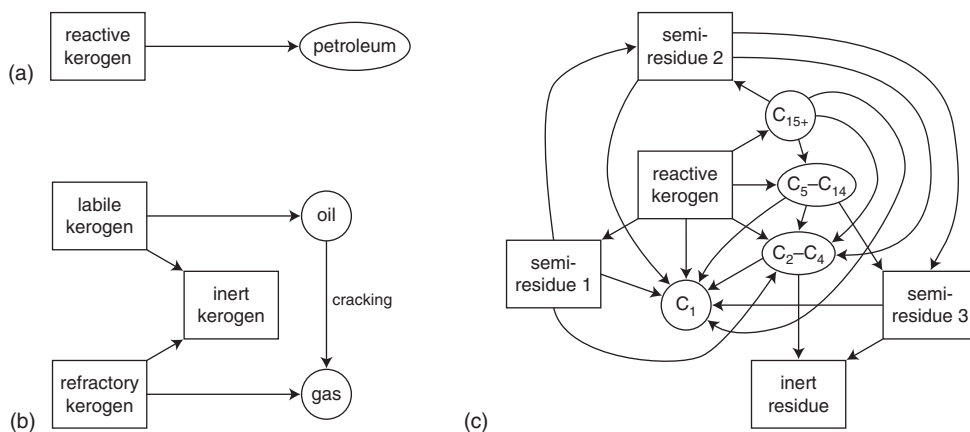 reactive
kerogen
petroleum
(a)
labile
kerogen
oil
inert
kerogen
cracking
refractory
kerogen
gas
(b)
semi-
residue 2
C15+
reactive
kerogen
C5–C14
semi-
residue 1
C2–C4
C1
semi-
residue 3
inert
residue
(c)